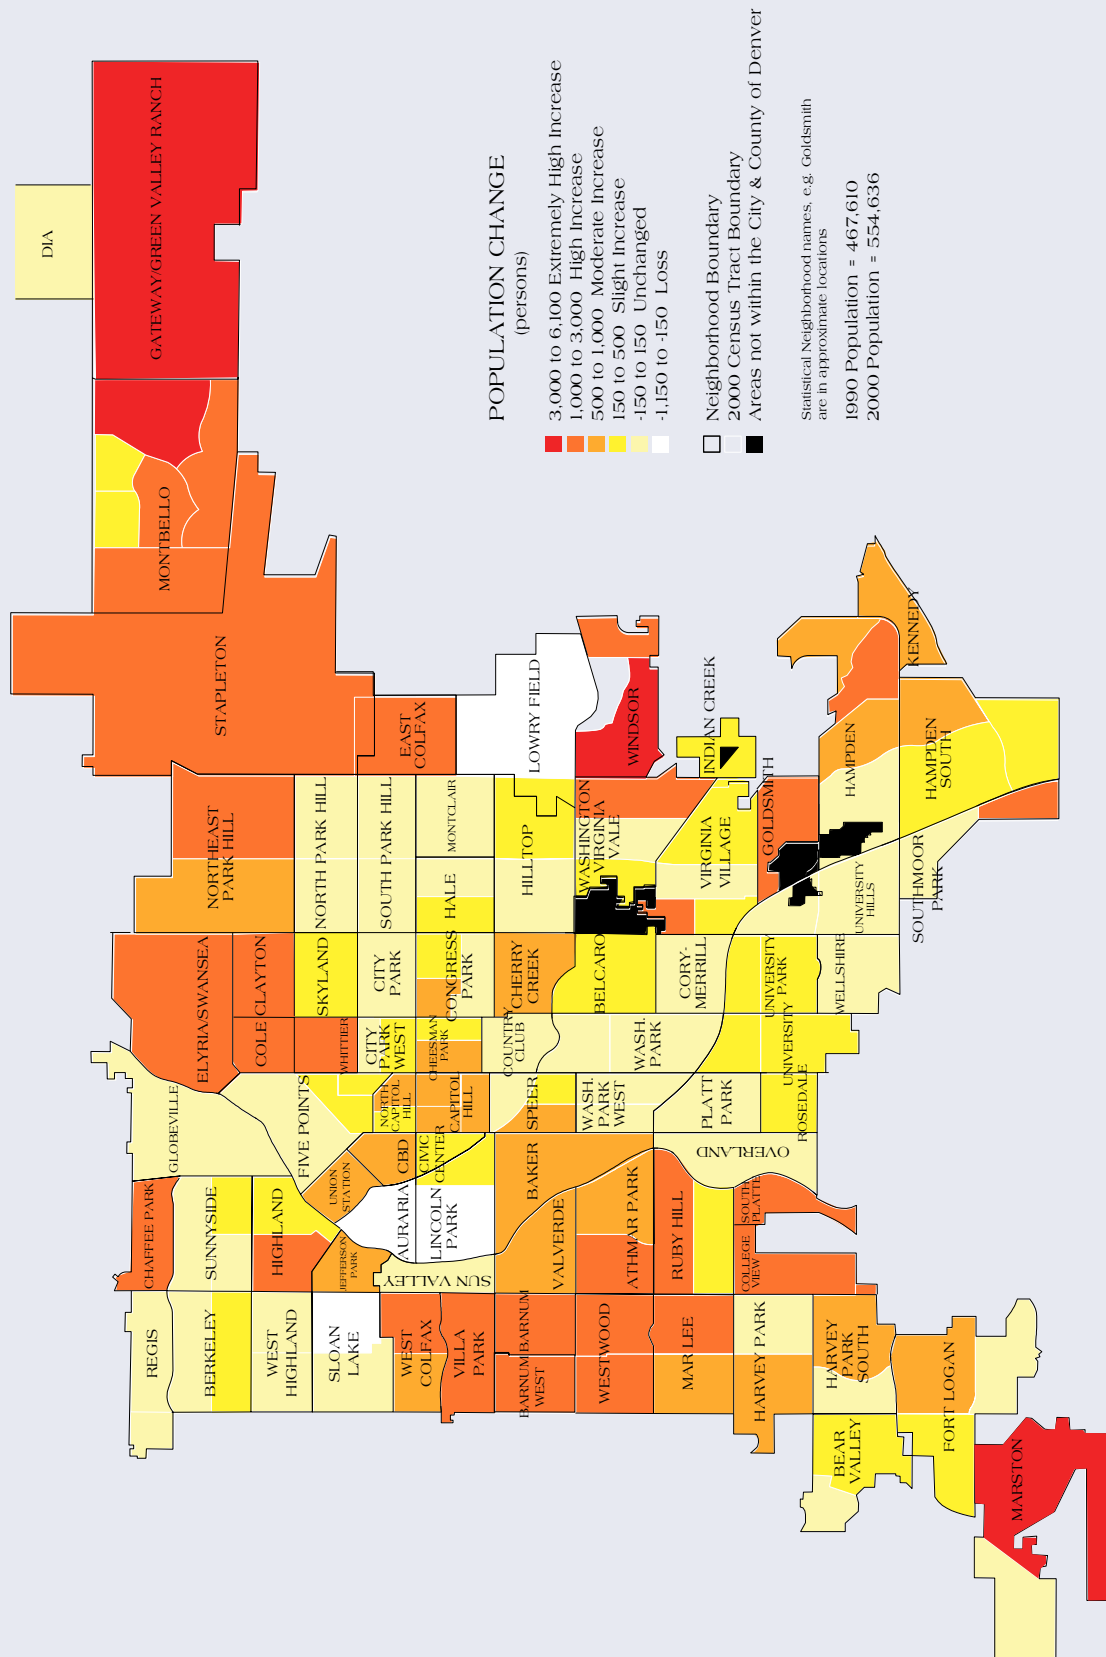 DIA
GATEWAY/GREEN VALLEY RANCH
MONTBELLO
STAPLETON
EAST
COLFAX
LOWRY FIELD
WINDSOR
INDIAN CREEK
KENNEDY
HAMPDEN
HAMPDEN
SOUTH
GOLDSMITH
NORTHEAST
PARK HILL
NORTH PARK HILL
SOUTH PARK HILL
MONTCLAIR
HALE
HILLTOP
WASHINGTON
VIRGINIA
VALE
VIRGINIA
VILLAGE
UNIVERSITY
HILLS
SOUTHMOOR
PARK
ELYRIA/SWANSEA
CLAYTON
COLE
SKYLAND
WHITTIER
CITY
PARK
CITY
PARK
WEST
CONGRESS
PARK
CHEESMAN
PARK
CHERRY
CREEK
COUNTRY
CLUB
BELCARO
WASH.
PARK
CORY-
MERRILL
UNIVERSITY
PARK
UNIVERSITY
WELLSHIRE
GLOBEVILLE
FIVE POINTS
NORTH
CAPITOL
HILL
CAPITOL
HILL
SPEER
WASH.
PARK
WEST
PLATT
PARK
ROSEDALE
OVERLAND
UNION
STATION
CBD
CIVIC
CENTER
AURARIA
LINCOLN
PARK
BAKER
CHAFFEE PARK
SUNNYSIDE
HIGHLAND
JEFFERSON
PARK
SUN VALLEY
VALVERDE
ATHMAR PARK
RUBY HILL
SOUTH
PLATTE
COLLEGE
VIEW
REGIS
BERKELEY
WEST
HIGHLAND
SLOAN
LAKE
WEST
COLFAX
VILLA
PARK
BARNUM
BARNUM
WEST
WESTWOOD
MAR LEE
HARVEY PARK
HARVEY
PARK
SOUTH
BEAR
VALLEY
FORT LOGAN
MARSTON
POPULATION CHANGE
(persons)
3,000 to 6,100 Extremely High Increase
1,000 to 3,000 High Increase
500 to 1,000 Moderate Increase
150 to 500 Slight Increase
-150 to 150 Unchanged
-1,150 to -150 Loss
Neighborhood Boundary
2000 Census Tract Boundary
Areas not within the City & County of Denver
Statistical Neighborhood names, e.g. Goldsmith
are in approximate locations
1990 Population = 467,610
2000 Population = 554,636